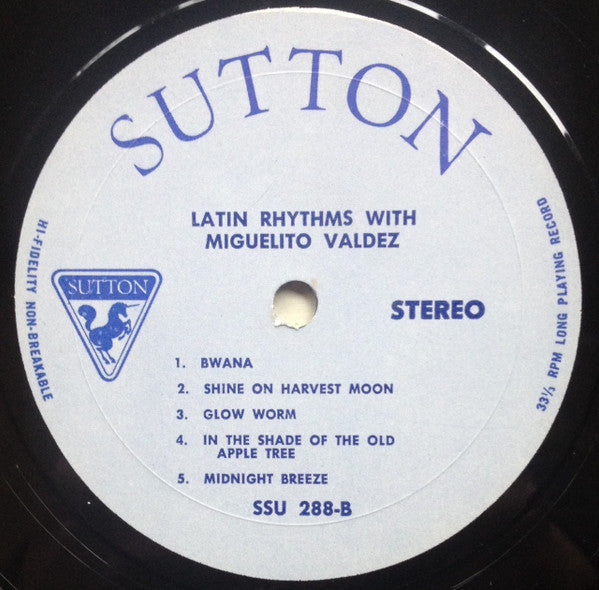 SUTTON
LATIN RHYTHMS WITH
MIGUELITO VALDEZ
HI-FIDELITY NON-BREAKABLE
SUTTON
STEREO
33⅓ RPM LONG PLAYING RECORD
1. BWANA
2. SHINE ON HARVEST MOON
3. GLOW WORM
4. IN THE SHADE OF THE OLD
APPLE TREE
5. MIDNIGHT BREEZE
SSU 288-B